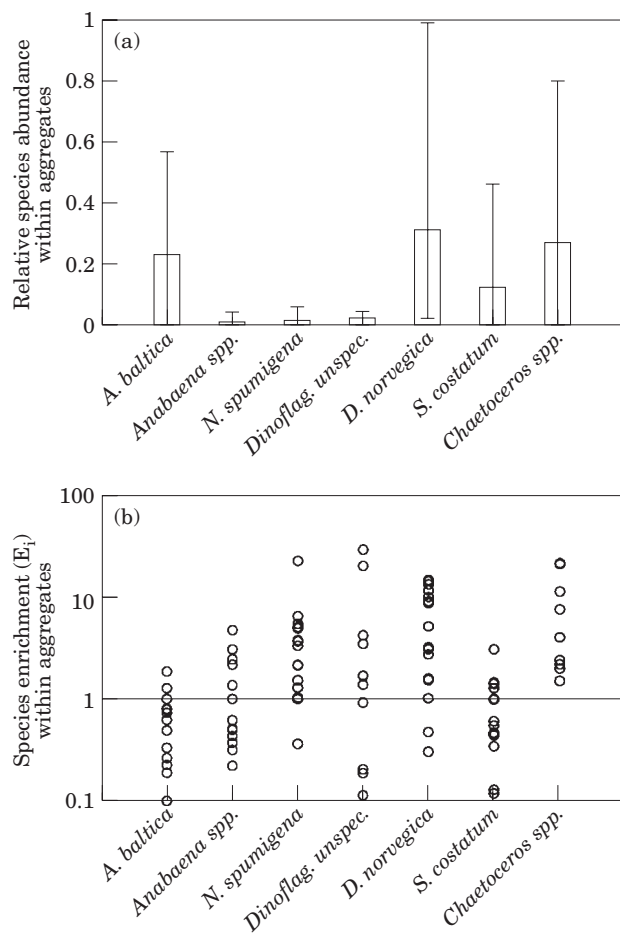 (a)
Relative species abundance
within aggregates
1
0.8
0.6
0.4
0.2
0
A. baltica
Anabaena spp.
N. spumigena
Dinoflag. unspec.
D. norvegica
S. costatum
Chaetoceros spp.
(b)
Species enrichment (Ei)
within aggregates
100
10
1
0.1
A. baltica
Anabaena spp.
N. spumigena
Dinoflag. unspec.
D. norvegica
S. costatum
Chaetoceros spp.